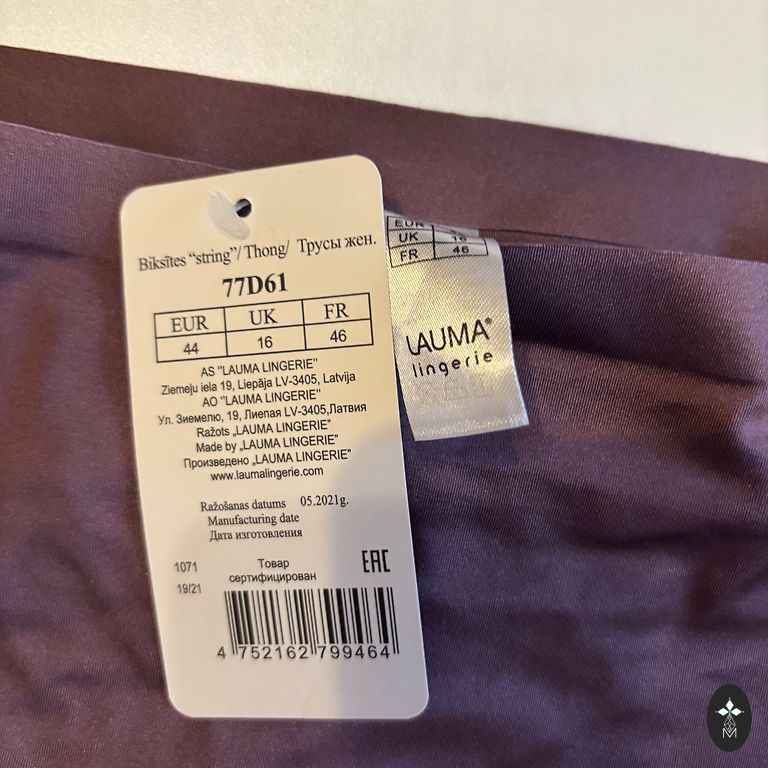 Biksītes "string"/ Thong/ Трусы жен.
77D61
EUR UK FR
44 16 46
AS "LAUMA LINGERIE"
Ziemeļu iela 19, Liepāja LV-3405, Latvija
АО "LAUMA LINGERIE"
Ул. Зиемелю, 19, Лиепая LV-3405,Латвия
Ražots „LAUMA LINGERIE"
Made by „LAUMA LINGERIE"
Произведено „LAUMA LINGERIE"
www.laumalingerie.com
Ražošanas datums 05.2021g.
Manufacturing date
Дата изготовления
1071 Товар EAC
19/21 сертифицирован
4 752162 799464
EUR
UK 16
FR 46
LAUMA®
lingerie
M